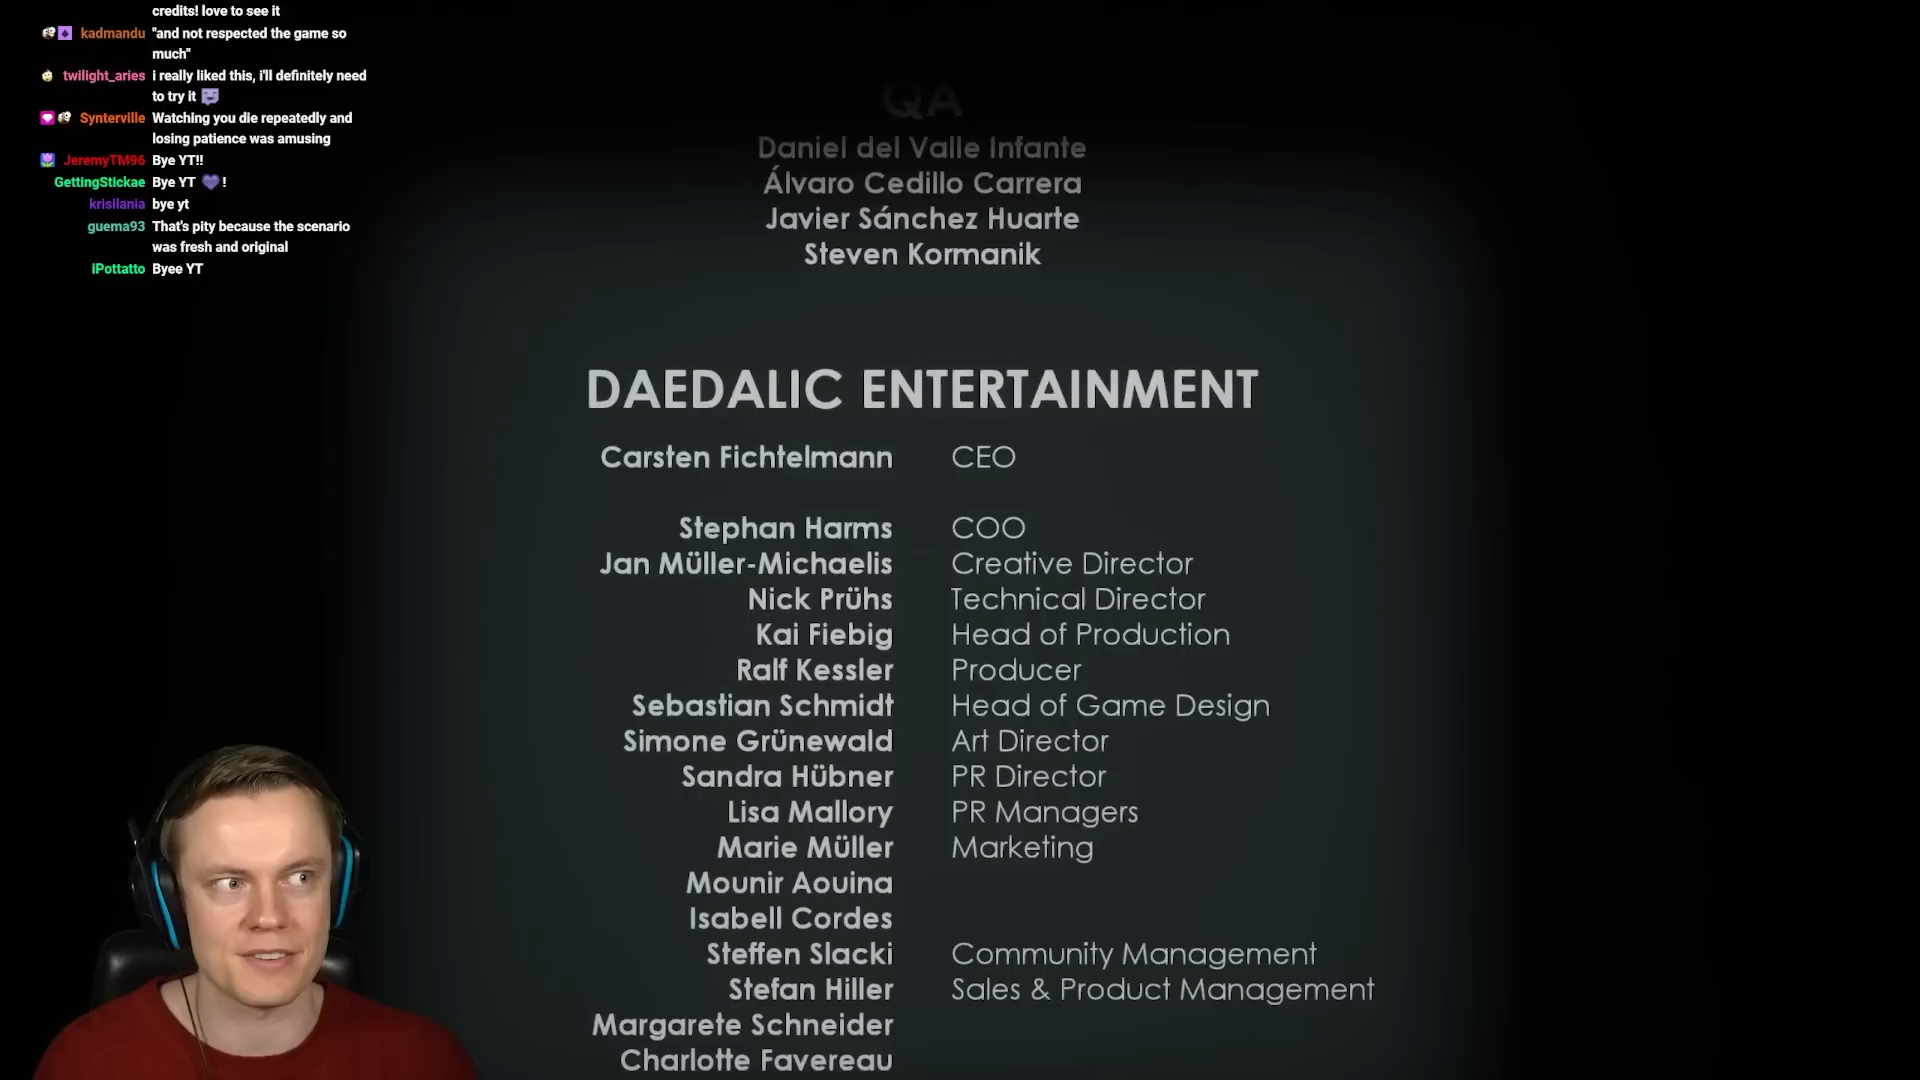 credits! love to see it
kadmandu "and not respected the game so
much"
twilight_aries i really liked this, i'll definitely need
to try it
Synterville Watching you die repeatedly and
losing patience was amusing
JeremyTM96 Bye YT!!
GettingStickae Bye YT 💜 !
krisilania bye yt
guema93 That's pity because the scenario
was fresh and original
iPottatto Byee YT
QA
Daniel del Valle Infante
Álvaro Cedillo Carrera
Javier Sánchez Huarte
Steven Kormanik
DAEDALIC ENTERTAINMENT
Carsten Fichtelmann CEO
Stephan Harms COO
Jan Müller-Michaelis Creative Director
Nick Prühs Technical Director
Kai Fiebig Head of Production
Ralf Kessler Producer
Sebastian Schmidt Head of Game Design
Simone Grünewald Art Director
Sandra Hübner PR Director
Lisa Mallory PR Managers
Marie Müller Marketing
Mounir Aouina
Isabell Cordes
Steffen Slacki Community Management
Stefan Hiller Sales & Product Management
Margarete Schneider
Charlotte Favereau